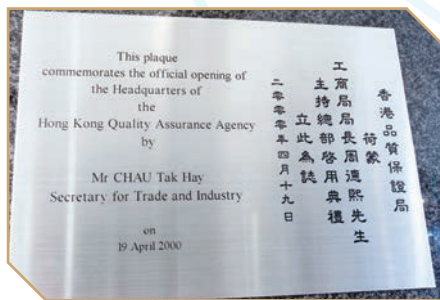 This plaque
commemorates the official opening of
the Headquarters of
the
Hong Kong Quality Assurance Agency
by
Mr CHAU Tak Hay
Secretary for Trade and Industry
on
19 April 2000
香港品質保證局
荷蒙
工商局局長周德熙先生
主持總部啓用典禮
立此為誌
二零零零年四月十九日